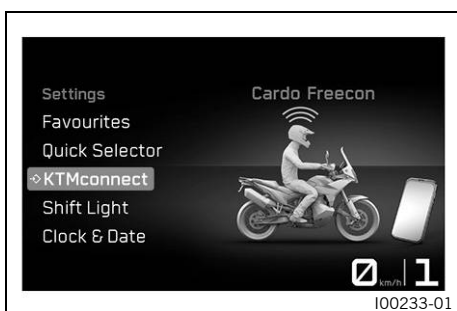 Settings
Cardo Freecon
Favourites
Quick Selector
KTMconnect
Shift Light
Clock & Date
0 km/h 1
I00233-01